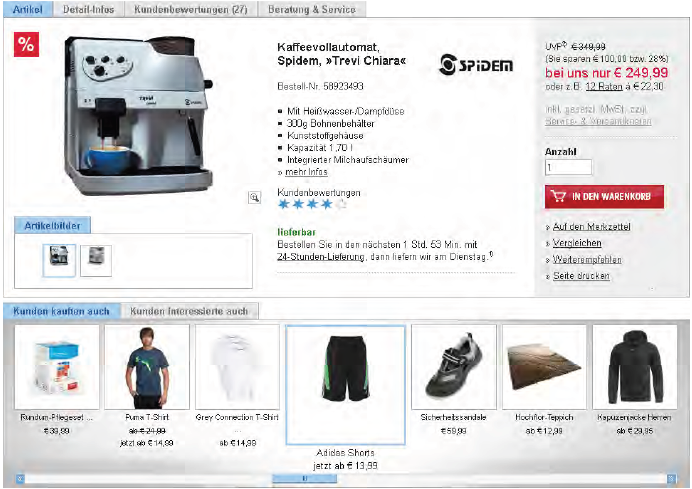 Artikel
Detail-Infos
Kundenbewertungen (27)
Beratung & Service
%
Kaffeevollautomat,
Spidem, »Trevi Chiara«
SPIDEM
Bestell-Nr. 58923493
Mit Heißwasser-/Dampfdüse
300g Bohnenbehälter
Kunststoffgehäuse
Kapazität 1,70 l
Integrierter Milchaufschäumer
» mehr Infos
Kundenbewertungen
lieferbar
Bestellen Sie in den nächsten 1 Std. 53 Min. mit
24-Stunden-Lieferung, dann liefern wir am Dienstag.
UVP € 349,99
(Sie sparen € 100,00 bzw. 28%)
bei uns nur € 249,99
oder z.B. 12 Raten à € 22,30
inkl. gesetzl. MwSt. zzgl.
Service- & Versandkosten
Anzahl
1
IN DEN WARENKORB
» Auf den Merkzettel
» Vergleichen
» Weiterempfehlen
» Seite drucken
Artikelbilder
Kunden kauften auch
Kunden interessierte auch
Rundum-Pflegeset ...
€ 39,99
Puma T-Shirt
ab € 24,99
jetzt ab € 14,99
Grey Connection T-Shirt
...
ab € 14,99
Adidas Shorts
jetzt ab € 13,99
Sicherheitssandale
€ 59,99
Hochflor-Teppich
ab € 12,99
Kapuzenjacke Herren
ab € 29,95